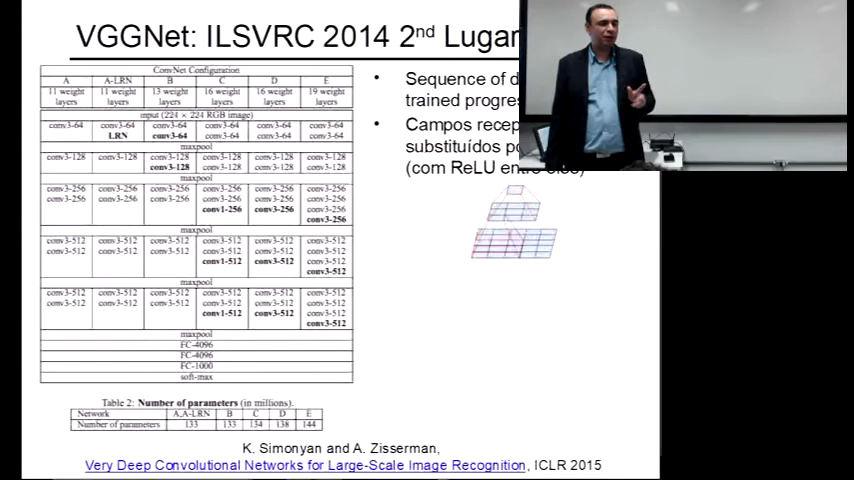 VGGNet: ILSVRC 2014 2nd Lugar
ConvNet Configuration
A A-LRN B C D E
11 weight layers 11 weight layers 13 weight layers 16 weight layers 16 weight layers 19 weight layers
input (224 × 224 RGB image)
conv3-64 conv3-64 conv3-64 conv3-64 conv3-64 conv3-64
LRN conv3-64 conv3-64 conv3-64 conv3-64
maxpool
conv3-128 conv3-128 conv3-128 conv3-128 conv3-128 conv3-128
conv3-128 conv3-128 conv3-128 conv3-128
maxpool
conv3-256 conv3-256 conv3-256 conv3-256 conv3-256 conv3-256
conv3-256 conv3-256 conv3-256 conv3-256 conv3-256 conv3-256
conv1-256 conv3-256 conv3-256
conv3-256
maxpool
conv3-512 conv3-512 conv3-512 conv3-512 conv3-512 conv3-512
conv3-512 conv3-512 conv3-512 conv3-512 conv3-512 conv3-512
conv1-512 conv3-512 conv3-512
conv3-512
maxpool
conv3-512 conv3-512 conv3-512 conv3-512 conv3-512 conv3-512
conv3-512 conv3-512 conv3-512 conv3-512 conv3-512 conv3-512
conv1-512 conv3-512 conv3-512
conv3-512
maxpool
FC-4096
FC-4096
FC-1000
soft-max
Table 2: Number of parameters (in millions).
Network A,A-LRN B C D E
Number of parameters 133 133 134 138 144
• Sequence of
trained
• Campos
substituídos
(com ReLU
K. Simonyan and A. Zisserman,
Very Deep Convolutional Networks for Large-Scale Image Recognition, ICLR 2015